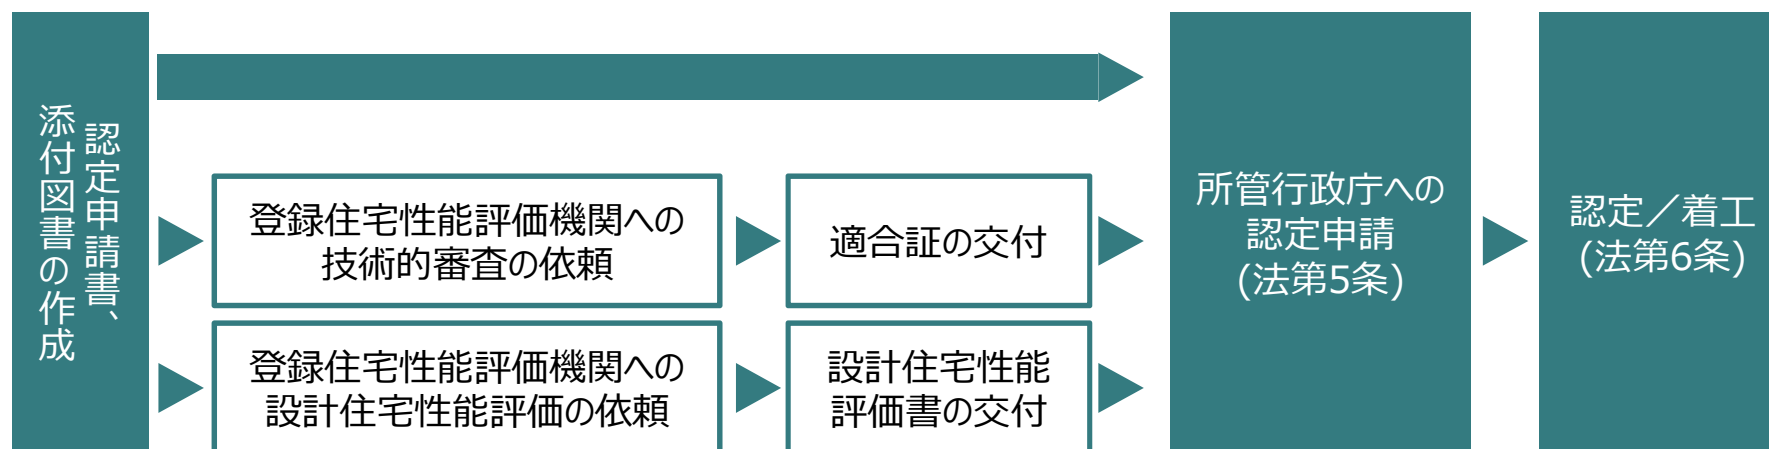 認定申請書、
添付図書の作成
登録住宅性能評価機関への
技術的審査の依頼
適合証の交付
登録住宅性能評価機関への
設計住宅性能評価の依頼
設計住宅性能
評価書の交付
所管行政庁への
認定申請
(法第5条)
認定／着工
(法第6条)